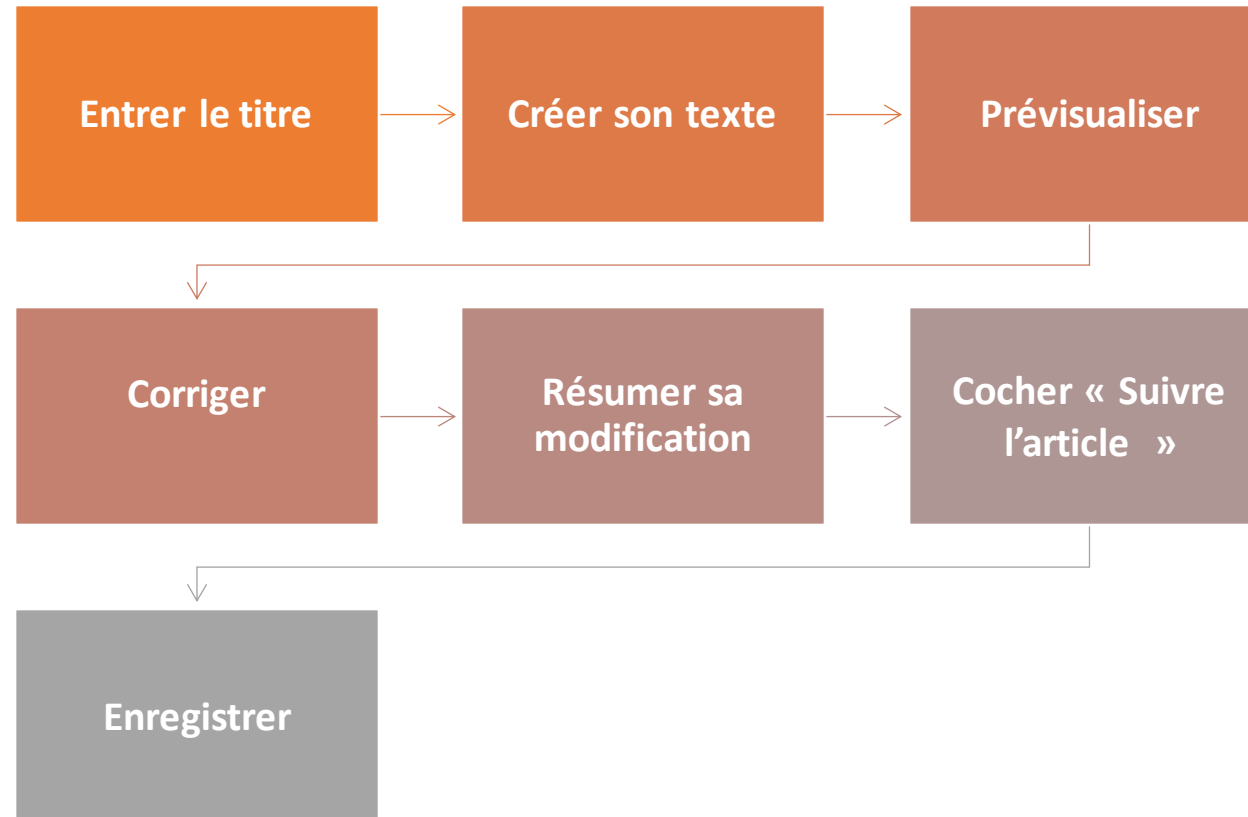 Entrer le titre
Créer son texte
Prévisualiser
Corriger
Résumer sa
modification
Cocher « Suivre
l’article »
Enregistrer